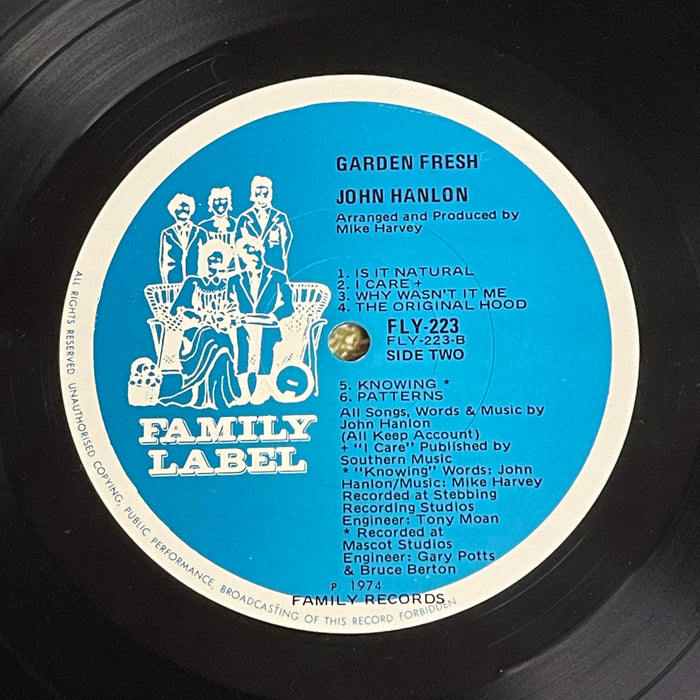 GARDEN FRESH
JOHN HANLON
Arranged and Produced by
Mike Harvey
1. IS IT NATURAL
2. I CARE +
3. WHY WASN'T IT ME
4. THE ORIGINAL HOOD
FLY-223
FLY-223-B
SIDE TWO
5. KNOWING *
6. PATTERNS
All Songs, Words & Music by
John Hanlon
(All Keep Account)
+ "I Care" Published by
Southern Music
* "Knowing" Words: John
Hanlon/Music: Mike Harvey
Recorded at Stebbing
Recording Studios
Engineer: Tony Moan
* Recorded at
Mascot Studios
Engineer: Gary Potts
& Bruce Berton
P. 1974
FAMILY RECORDS
FAMILY
LABEL
ALL RIGHTS RESERVED. UNAUTHORISED COPYING, PUBLIC PERFORMANCE, BROADCASTING OF THIS RECORD FORBIDDEN